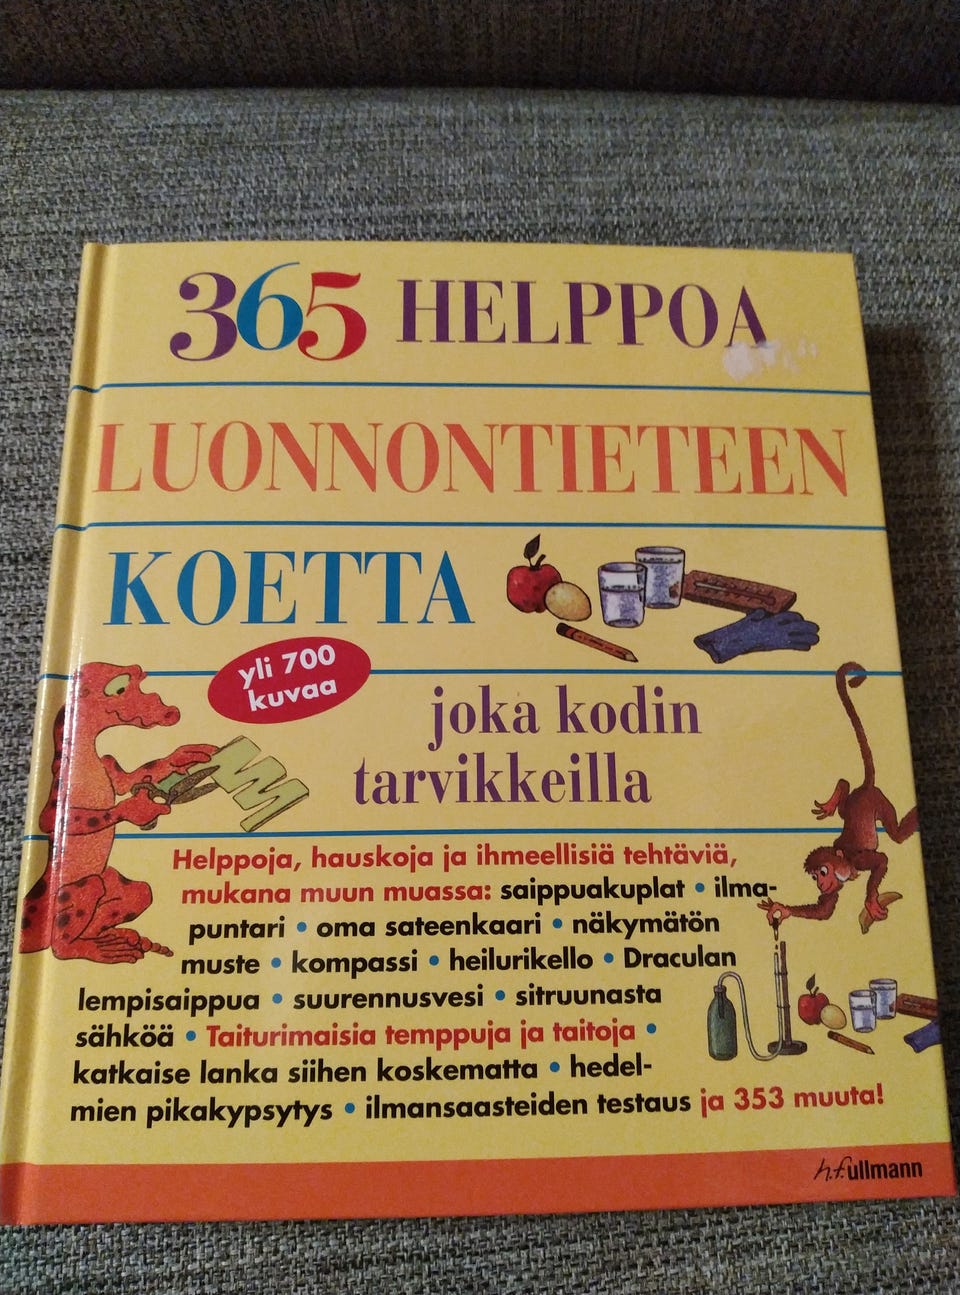 365 HELPPOA
LUONNONTIETEEN
KOETTA
yli 700
kuvaa
joka kodin
tarvikkeilla
Helppoja, hauskoja ja ihmeellisiä tehtäviä,
mukana muun muassa: saippuakuplat • ilma-
puntari • oma sateenkaari • näkymätön
muste • kompassi • heilurikello • Draculan
lempisaippua • suurennusvesi • sitruunasta
sähköä • Taiturimaisia temppuja ja taitoja •
katkaise lanka siihen koskematta • hedel-
mien pikakypsytys • ilmansaasteiden testaus ja 353 muuta!
h.f.ullmann